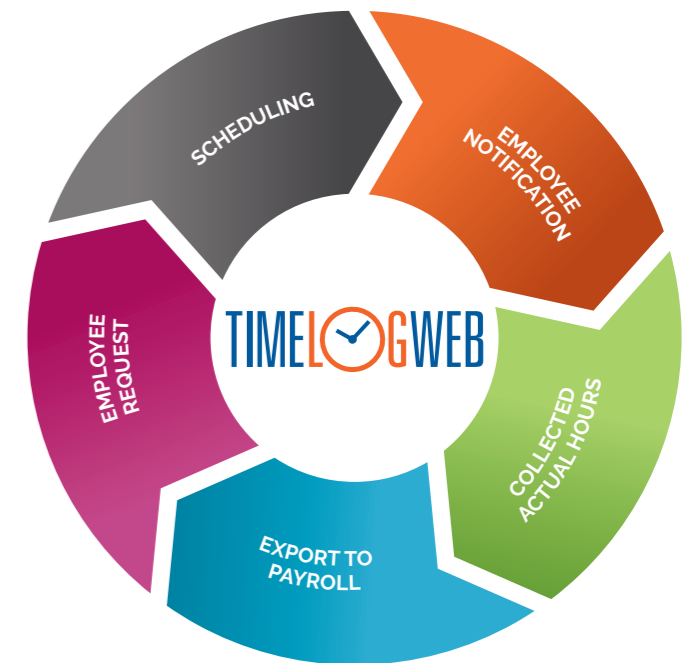 SCHEDULING
EMPLOYEE
NOTIFICATION
COLLECTED
ACTUAL HOURS
EXPORT TO
PAYROLL
EMPLOYEE
REQUEST
TIMELOGWEB